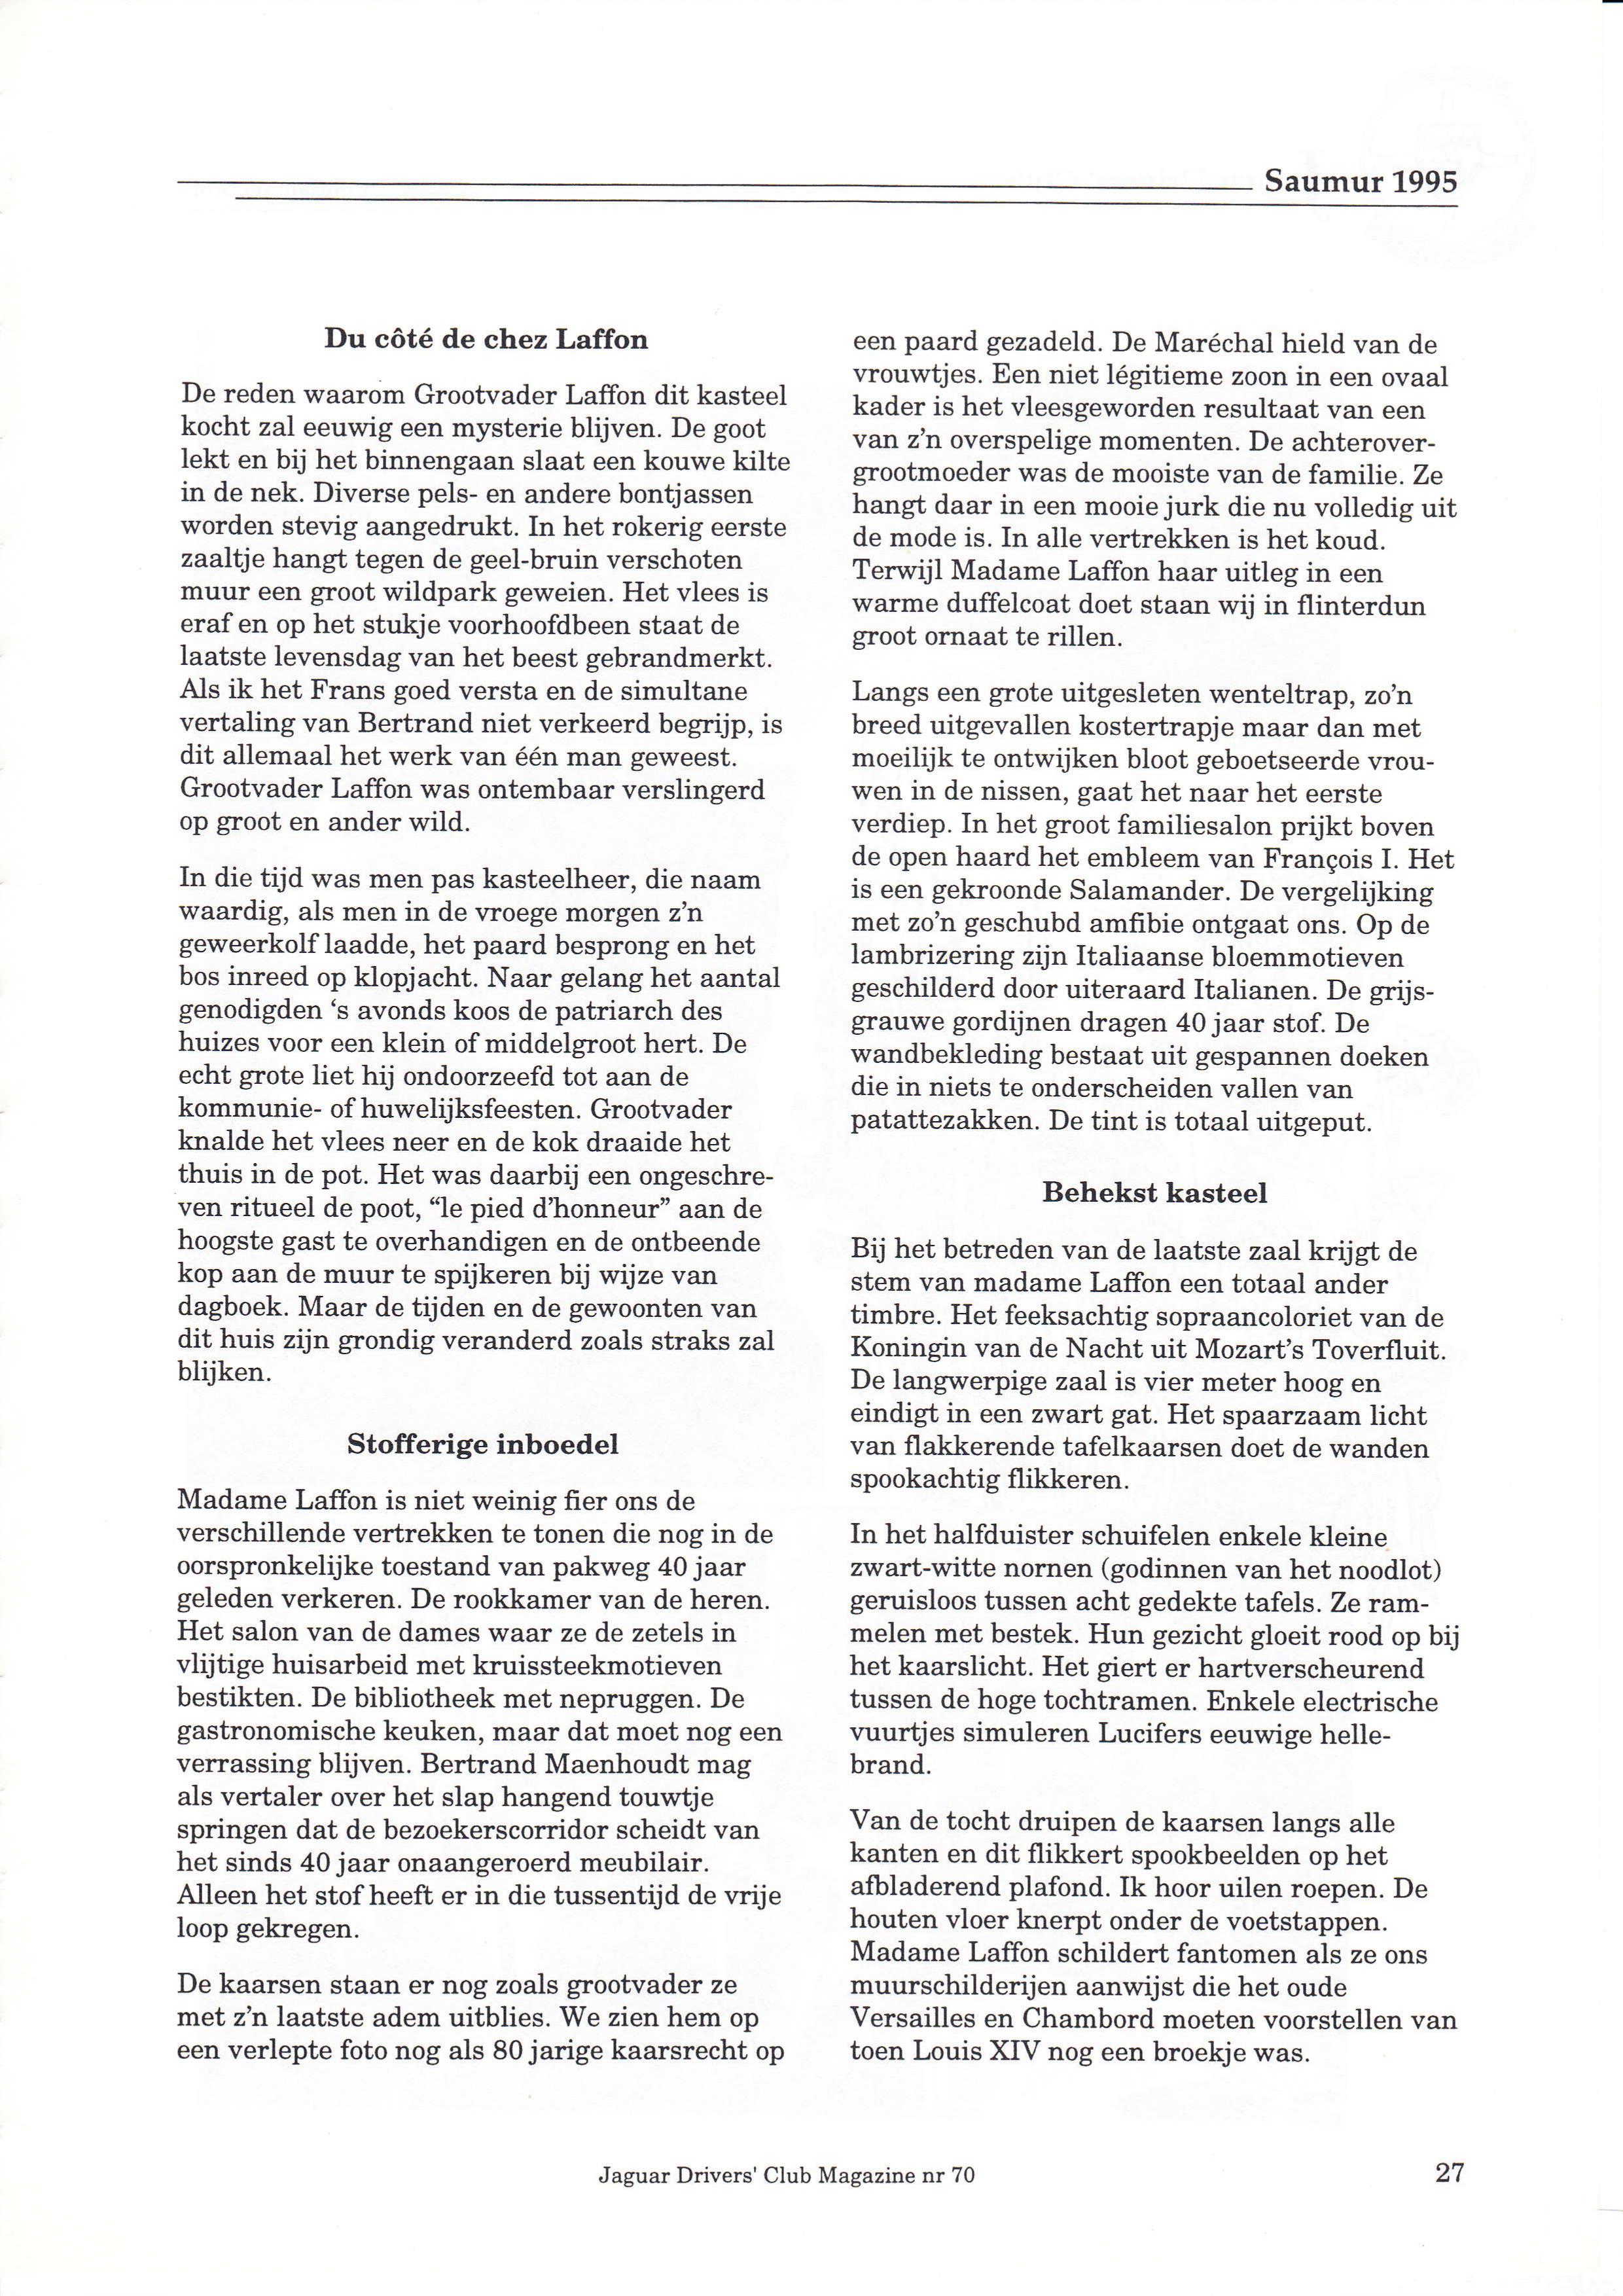 Saumur 1995
Du côté de chez Laffon
De reden waarom Grootvader Laffon dit kasteel
kocht zal eeuwig een mysterie blijven. De goot
lekt en bij het binnengaan slaat een kouwe kilte
in de nek. Diverse pels- en andere bontjassen
worden stevig aangedrukt. In het rokerig eerste
zaaltje hangt tegen de geel-bruin verschoten
muur een groot wildpark geweien. Het vlees is
eraf en op het stukje voorhoofdbeen staat de
laatste levensdag van het beest gebrandmerkt.
Als ik het Frans goed versta en de simultane
vertaling van Bertrand niet verkeerd begrijp, is
dit allemaal het werk van één man geweest.
Grootvader Laffon was ontembaar verslingerd
op groot en ander wild.
In die tijd was men pas kasteelheer, die naam
waardig, als men in de vroege morgen z'n
geweerkolf laadde, het paard besprong en het
bos inreed op klopjacht. Naar gelang het aantal
genodigden ‘s avonds koos de patriarch des
huizes voor een klein of middelgroot hert. De
echt grote liet hij ondoorzeefd tot aan de
kommunie- of huwelijksfeesten. Grootvader
knalde het vlees neer en de kok draaide het
thuis in de pot. Het was daarbij een ongeschre-
ven ritueel de poot, “le pied d'honneur” aan de
hoogste gast te overhandigen en de ontbeende
kop aan de muur te spijkeren bij wijze van
dagboek. Maar de tijden en de gewoonten van
dit huis zijn grondig veranderd zoals straks zal
blijken.
Stofferige inboedel
Madame Laffon is niet weinig fier ons de
verschillende vertrekken te tonen die nog in de
oorspronkelijke toestand van pakweg 40 jaar
geleden verkeren. De rookkamer van de heren.
Het salon van de dames waar ze de zetels in
vlijtige huisarbeid met kruissteekmotieven
bestikten. De bibliotheek met nepruggen. De
gastronomische keuken, maar dat moet nog een
verrassing blijven. Bertrand Maenhoudt mag
als vertaler over het slap hangend touwtje
springen dat de bezoekerscorridor scheidt van
het sinds 40 jaar onaangeroerd meubilair.
Alleen het stof heeft er in die tussentijd de vrije
loop gekregen.
De kaarsen staan er nog zoals grootvader ze
met z'n laatste adem uitblies. We zien hem op
een verlepte foto nog als 80 jarige kaarsrecht op
een paard gezadeld. De Maréchal hield van de
vrouwtjes. Een niet légitieme zoon in een ovaal
kader is het vleesgeworden resultaat van een
van z'n overspelige momenten. De achterover-
grootmoeder was de mooiste van de familie. Ze
hangt daar in een mooie jurk die nu volledig uit
de mode is. In alle vertrekken is het koud.
Terwijl Madame Laffon haar uitleg in een
warme duffelcoat doet staan wij in flinterdun
groot ornaat te rillen.
Langs een grote uitgesleten wenteltrap, zo'n
breed uitgevallen kostertrapje maar dan met
moeilijk te ontwijken bloot geboetseerde vrou-
wen in de nissen, gaat het naar het eerste
verdiep. In het groot familiesalon prijkt boven
de open haard het embleem van François I. Het
is een gekroonde Salamander. De vergelijking
met zo'n geschubd amfibie ontgaat ons. Op de
lambrizering zijn Italiaanse bloemmotieven
geschilderd door uiteraard Italianen. De grijs-
grauwe gordijnen dragen 40 jaar stof. De
wandbekleding bestaat uit gespannen doeken
die in niets te onderscheiden vallen van
patattezakken. De tint is totaal uitgeput.
Behekst kasteel
Bij het betreden van de laatste zaal krijgt de
stem van madame Laffon een totaal ander
timbre. Het feeksachtig sopraancoloriet van de
Koningin van de Nacht uit Mozart's Toverfluit.
De langwerpige zaal is vier meter hoog en
eindigt in een zwart gat. Het spaarzaam licht
van flakkerende tafelkaarsen doet de wanden
spookachtig flikkeren.
In het halfduister schuifelen enkele kleine
zwart-witte nornen (godinnen van het noodlot)
geruisloos tussen acht gedekte tafels. Ze ram-
melen met bestek. Hun gezicht gloeit rood op bij
het kaarslicht. Het giert er hartverscheurend
tussen de hoge tochtramen. Enkele electrische
vuurtjes simuleren Lucifers eeuwige helle-
brand.
Van de tocht druipen de kaarsen langs alle
kanten en dit flikkert spookbeelden op het
afbladerend plafond. Ik hoor uilen roepen. De
houten vloer knerpt onder de voetstappen.
Madame Laffon schildert fantomen als ze ons
muurschilderijen aanwijst die het oude
Versailles en Chambord moeten voorstellen van
toen Louis XIV nog een broekje was.
Jaguar Drivers' Club Magazine nr 70
27